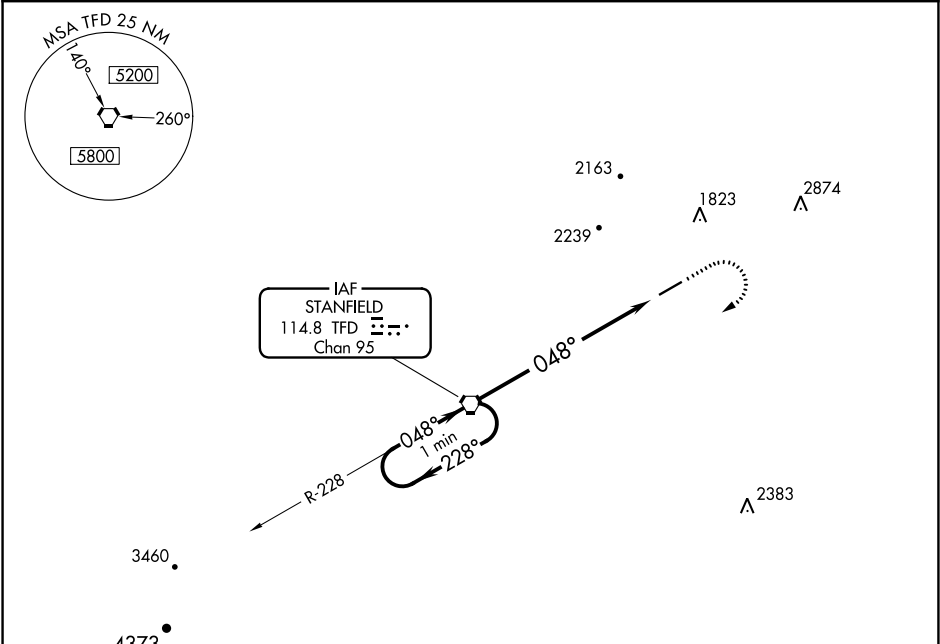 MSA TFD 25 NM
140°
5200
260°
5800
2163
1823
2874
2239
IAF
STANFIELD
114.8 TFD
Chan 95
048°
048°
1 min
228°
R-228
2383
3460
4373